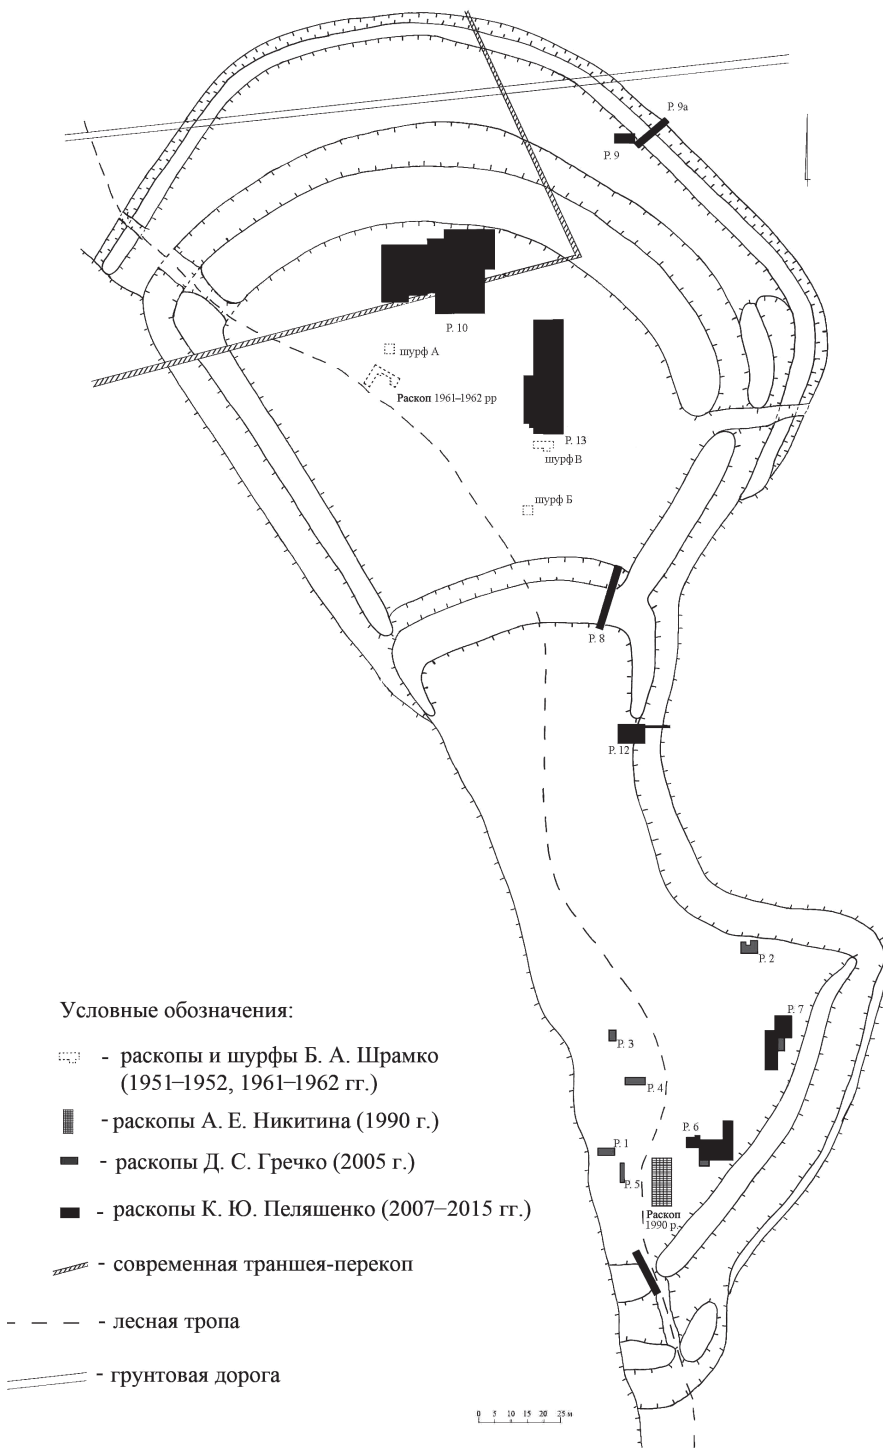 Р. 9а
Р. 9
Р. 10
шурф А
Раскоп 1961–1962 рр
Р. 13
шурф В
шурф Б
Р. 8
Р. 12
Р. 2
Р. 7
Р. 3
Р. 4
Р. 6
Р. 1
Р. 5
Раскоп
1990 р.
Условные обозначения:
- раскопы и шурфы Б. А. Шрамко
(1951–1952, 1961–1962 гг.)
- раскопы А. Е. Никитина (1990 г.)
- раскопы Д. С. Гречко (2005 г.)
- раскопы К. Ю. Пеляшенко (2007–2015 гг.)
- современная траншея-перекоп
- лесная тропа
- грунтовая дорога
0 5 10 15 20 25 м